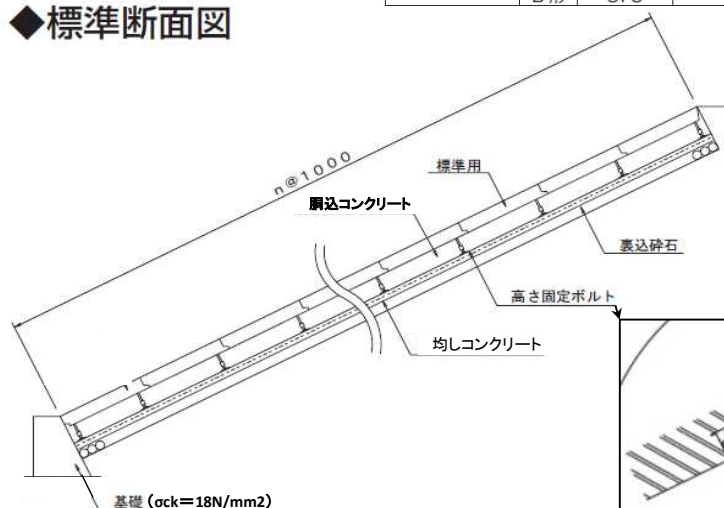 ◆標準断面図
n@1000
標準用
胴込コンクリート
裏込砕石
高さ固定ボルト
均しコンクリート
基礎 (σck=18N/mm2)